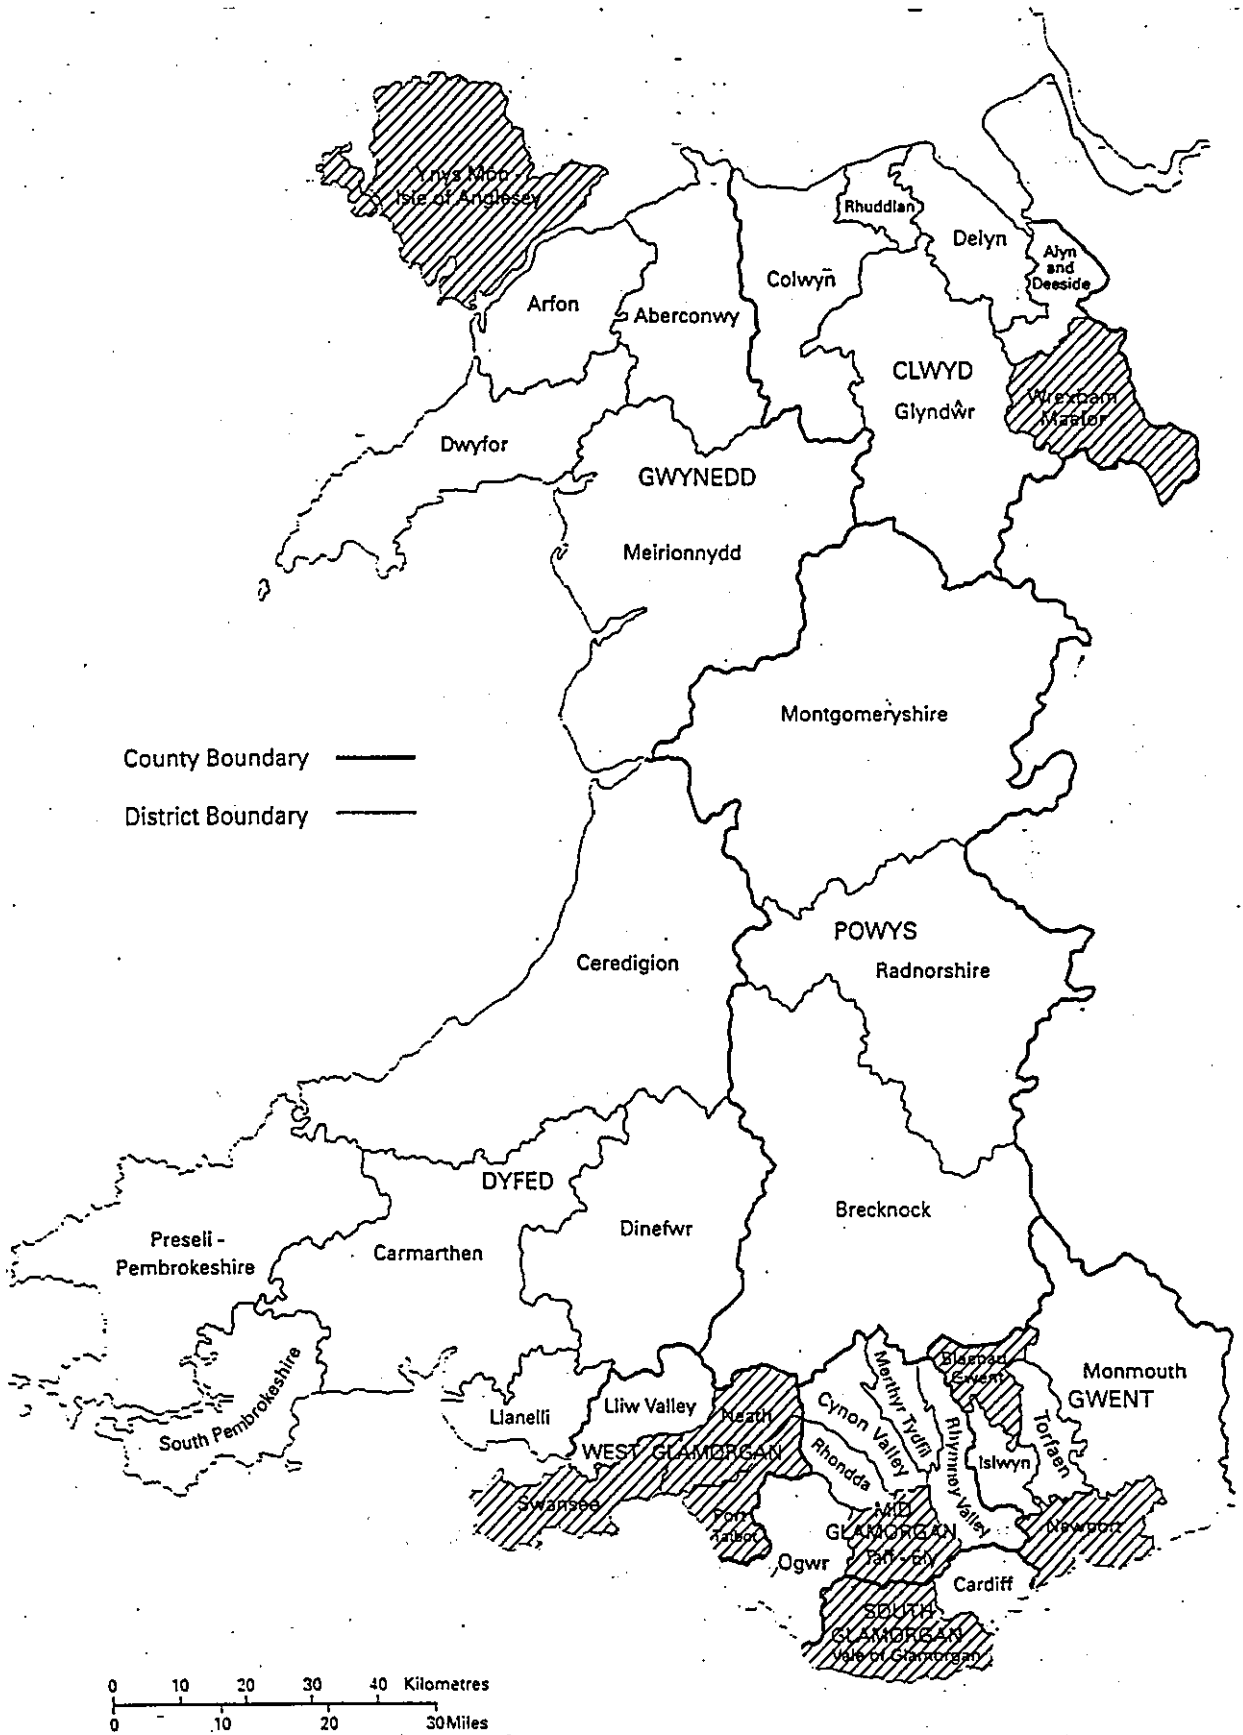 Ynys Môn -
Isle of Anglesey
Rhuddlan
Delyn
Alyn
and
Deeside
Colwyn
Arfon
Aberconwy
CLWYD
Glyndŵr
Wrexham
Maelor
Dwyfor
GWYNEDD
Meirionnydd
Montgomeryshire
County Boundary
District Boundary
POWYS
Radnorshire
Ceredigion
DYFED
Brecknock
Dinefwr
Preseli -
Pembrokeshire
Carmarthen
South Pembrokeshire
Llanelli
Lliw Valley
Neath
WEST GLAMORGAN
Swansea
Port
Talbot
Ogwr
Rhondda
Cynon Valley
Merthyr Tydfil
Rhymney Valley
Blaenau
Gwent
Islwyn
Torfaen
Monmouth
GWENT
Newport
MID
GLAMORGAN
Taff - Ely
Cardiff
SOUTH
GLAMORGAN
Vale of Glamorgan
0 10 20 30 40 Kilometres
0 10 20 30 Miles